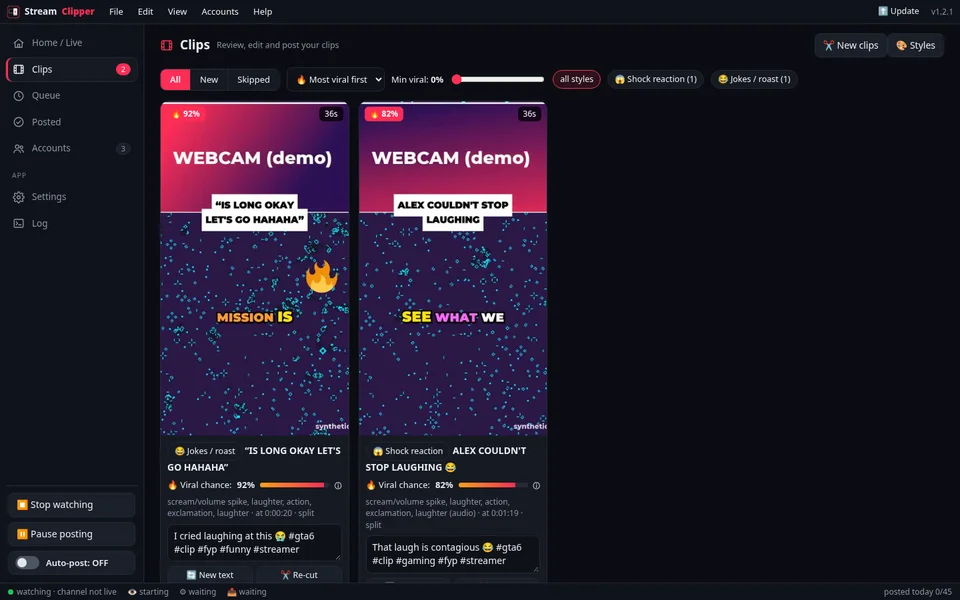 Stream Clipper File Edit View Accounts Help ⬆️ Update v1.2.1
Home / Live
Clips 2
Queue
Posted
Accounts 3
APP
Settings
Log
⏹️ Stop watching
⏸️ Pause posting
Auto-post: OFF
Clips Review, edit and post your clips ✂️ New clips 🎨 Styles
All New Skipped 🔥 Most viral first Min viral: 0% all styles 😱 Shock reaction (1) 😂 Jokes / roast (1)
🔥 92% 36s
WEBCAM (demo)
“IS LONG OKAY
LET'S GO HAHAHA”
MISSION IS
synthetic
😂 Jokes / roast “IS LONG OKAY LET'S
GO HAHAHA”
🔥 Viral chance: 92%
scream/volume spike, laughter, action,
exclamation, laughter · at 0:00:20 · split
I cried laughing at this 😭 #gta6
#clip #fyp #funny #streamer
🔄 New text ✂️ Re-cut
🔥 82% 36s
WEBCAM (demo)
ALEX COULDN'T STOP
LAUGHING
SEE WHAT WE
synthetic
😱 Shock reaction ALEX COULDN'T
STOP LAUGHING 😂
🔥 Viral chance: 82%
scream/volume spike, laughter, action,
exclamation, laughter (audio) · at 0:01:19 ·
split
That laugh is contagious 😂 #gta6
#clip #gaming #fyp #streamer
watching · channel not live 👁️ starting ⚙ waiting 📤 waiting posted today 0/45